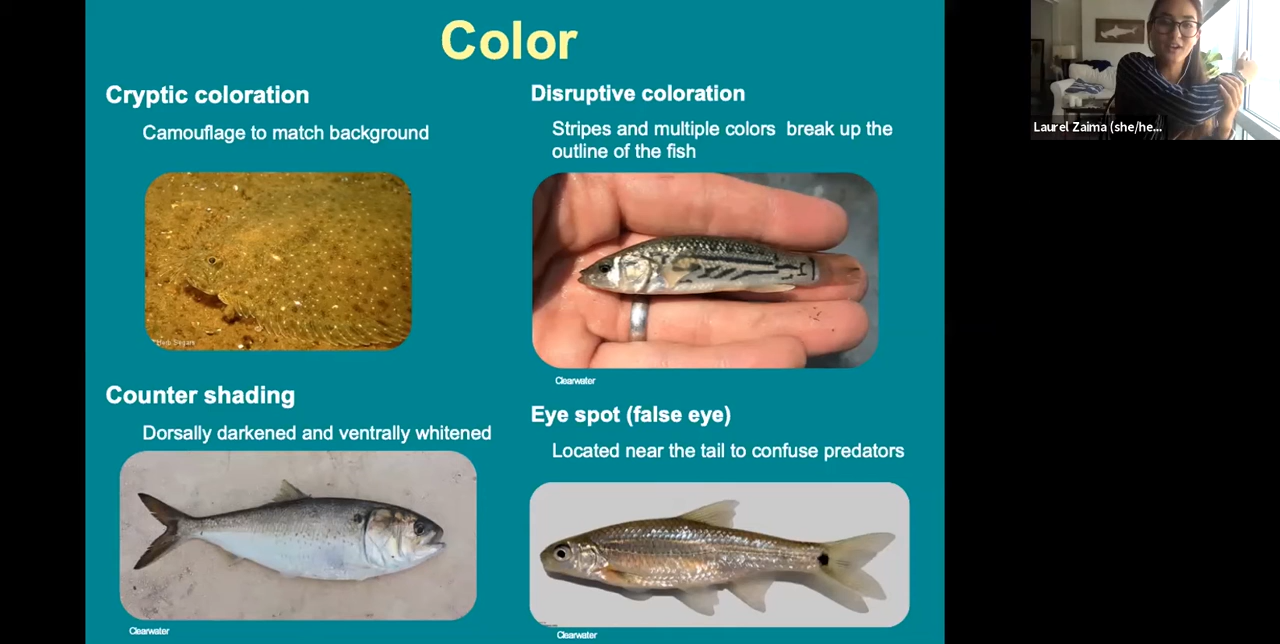 Color
Cryptic coloration
Camouflage to match background
Herb Segars
Counter shading
Dorsally darkened and ventrally whitened
Clearwater
Disruptive coloration
Stripes and multiple colors break up the
outline of the fish
Clearwater
Eye spot (false eye)
Located near the tail to confuse predators
Clearwater
Laurel Zaima (she/he...